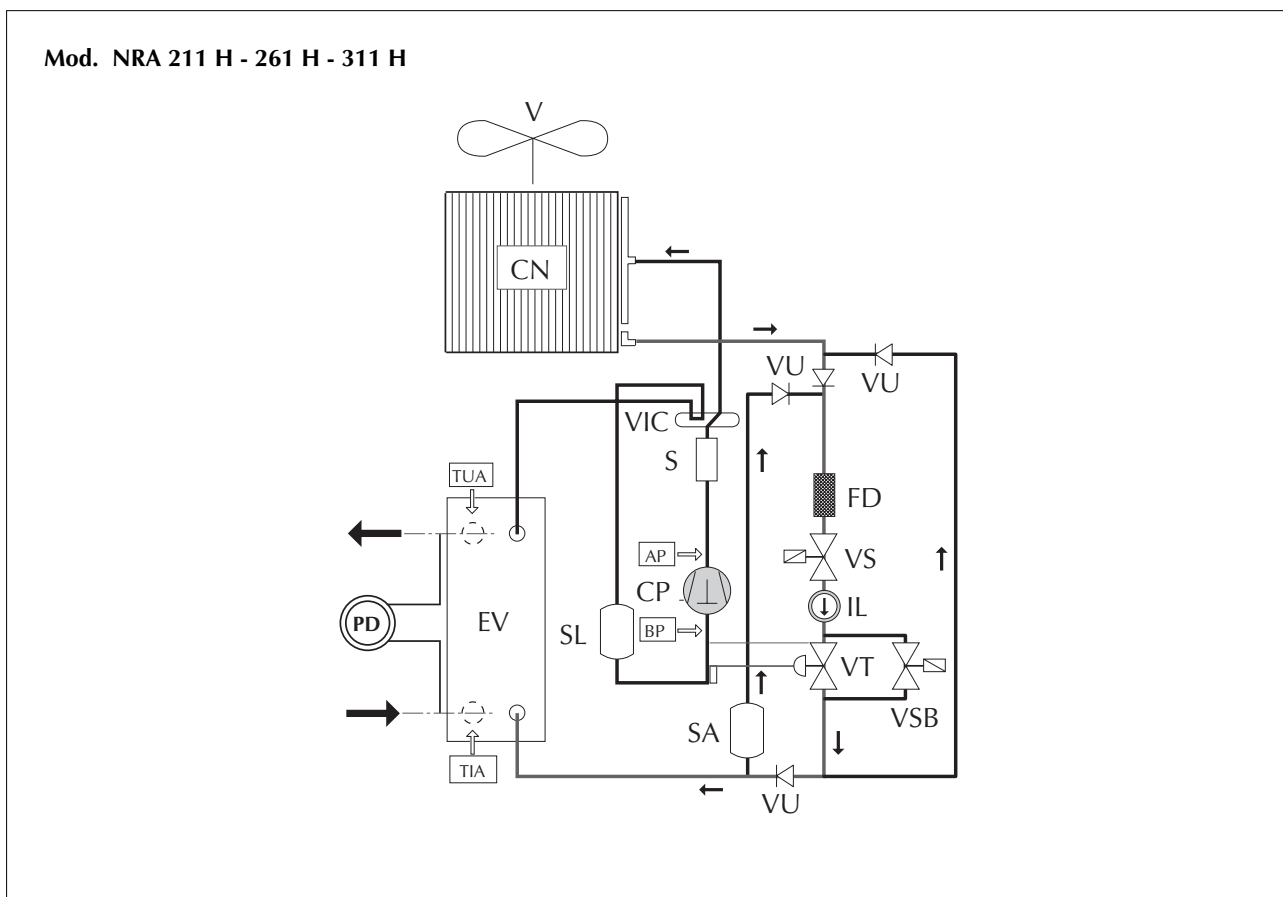 Mod. NRA 211 H - 261 H - 311 H
V
CN
VU
VU
VIC
S
TUA
FD
AP
VS
CP
IL
PD
EV
SL
BP
VT
SA
VSB
TIA
VU